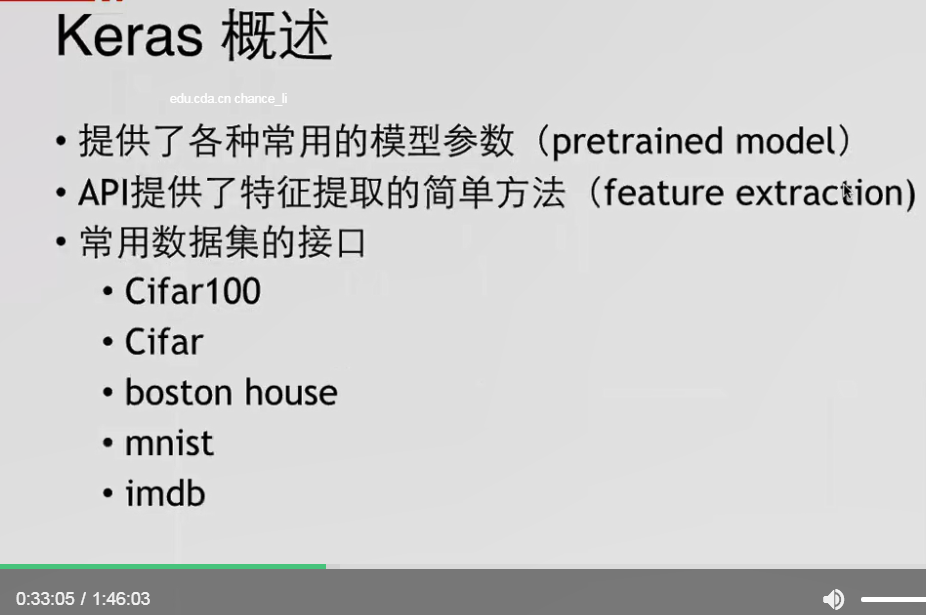 Keras 概述
edu.cda.cn chance_li
• 提供了各种常用的模型参数（pretrained model）
• API提供了特征提取的简单方法（feature extraction)
• 常用数据集的接口
• Cifar100
• Cifar
• boston house
• mnist
• imdb
0:33:05 / 1:46:03